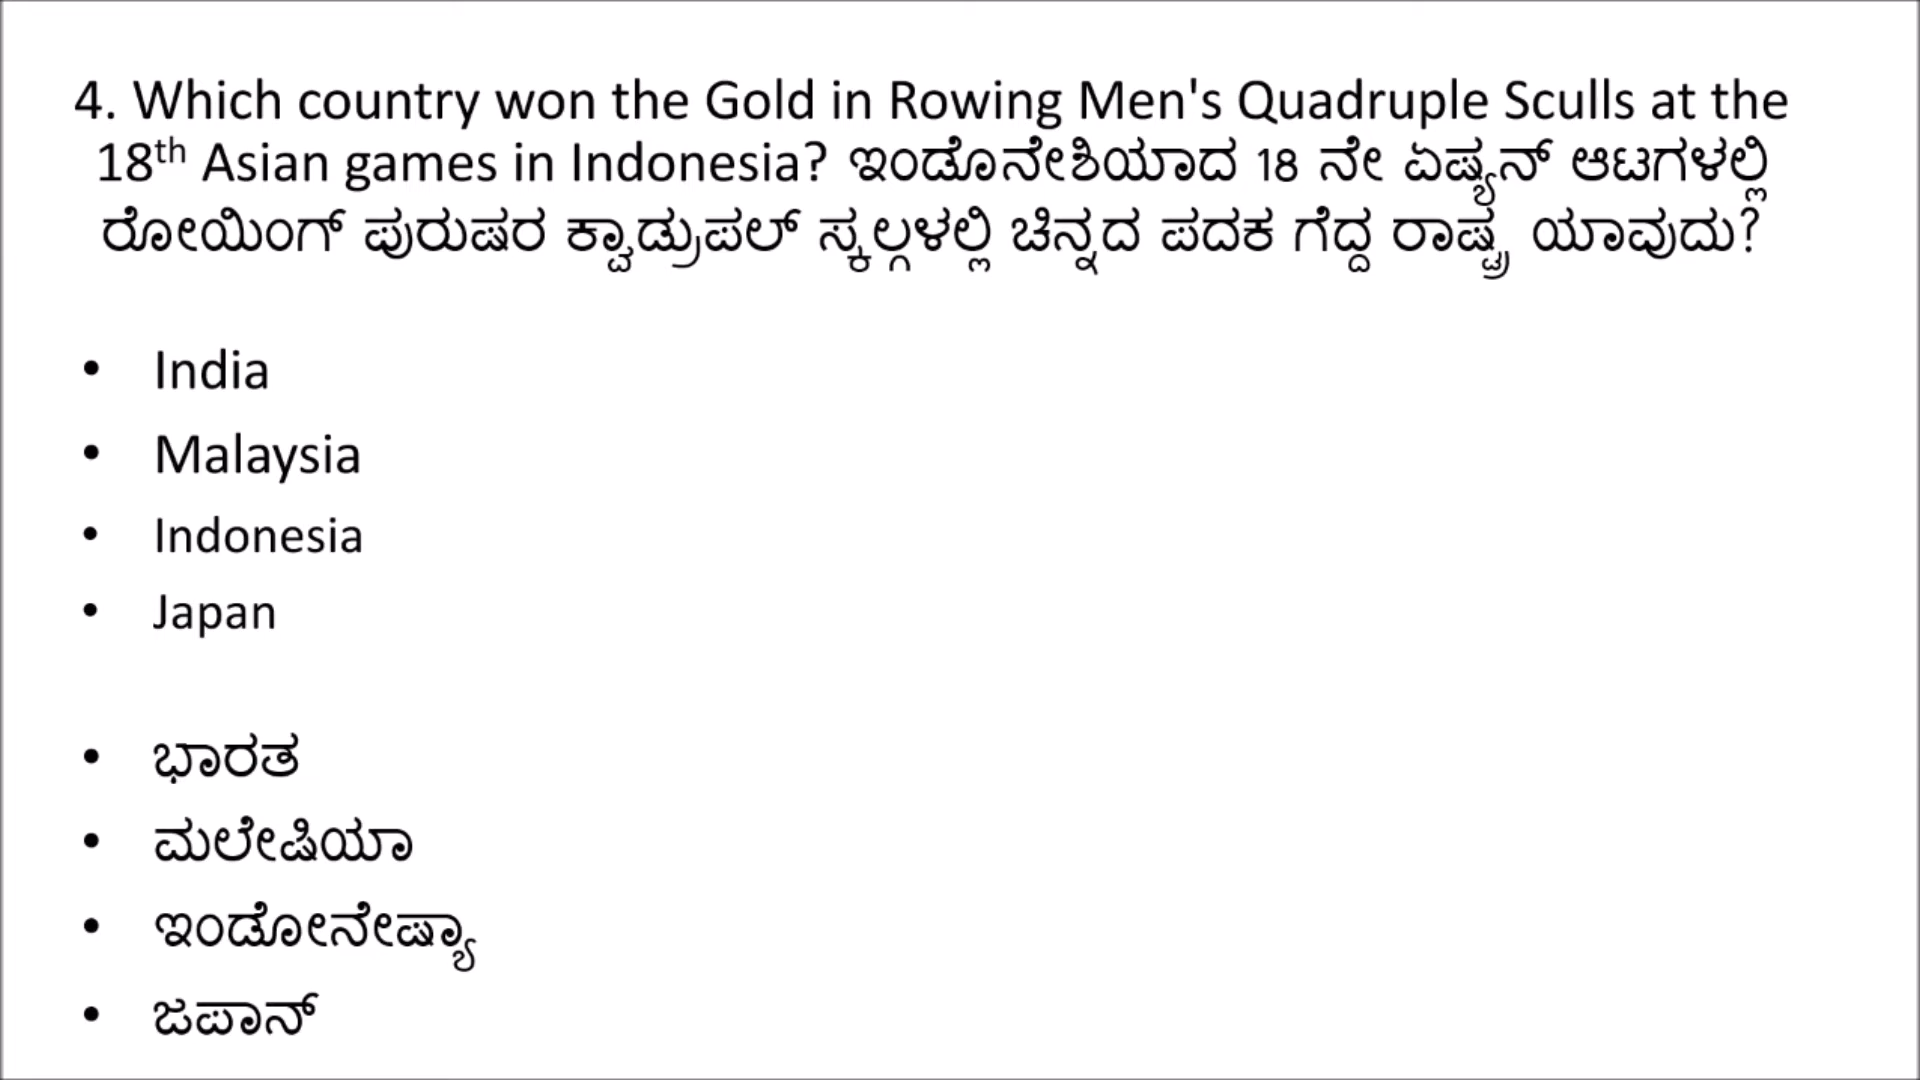 4. Which country won the Gold in Rowing Men's Quadruple Sculls at the
18th Asian games in Indonesia? ಇಂಡೊನೇಶಿಯಾದ 18 ನೇ ಏಷ್ಯನ್ ಆಟಗಳಲ್ಲಿ
ರೋಯಿಂಗ್ ಪುರುಷರ ಕ್ವಾಡ್ರುಪಲ್ ಸ್ಕಲ್ಗಳಲ್ಲಿ ಚಿನ್ನದ ಪದಕ ಗೆದ್ದ ರಾಷ್ಟ್ರ ಯಾವುದು?
• India
• Malaysia
• Indonesia
• Japan
• ಭಾರತ
• ಮಲೇಷಿಯಾ
• ಇಂಡೋನೇಷ್ಯಾ
• ಜಪಾನ್